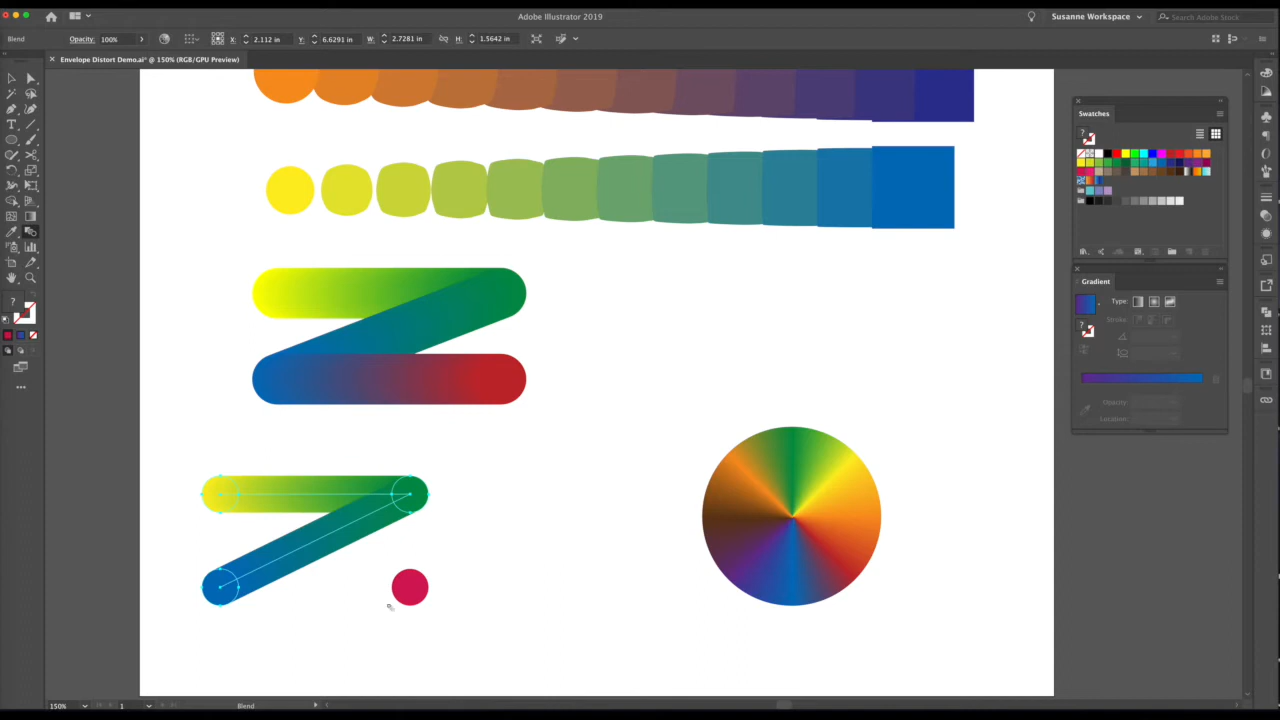 Adobe Illustrator 2019
Susanne Workspace
Search Adobe Stock
Blend
Opacity: 100%
X: 2.112 in
Y: 6.6291 in
W: 2.7281 in
H: 1.5642 in
× Envelope Distort Demo.ai* @ 150% (RGB/GPU Preview)
Swatches
?
Gradient
Type:
Stroke:
?
Opacity:
Location:
?
150%
1
Blend